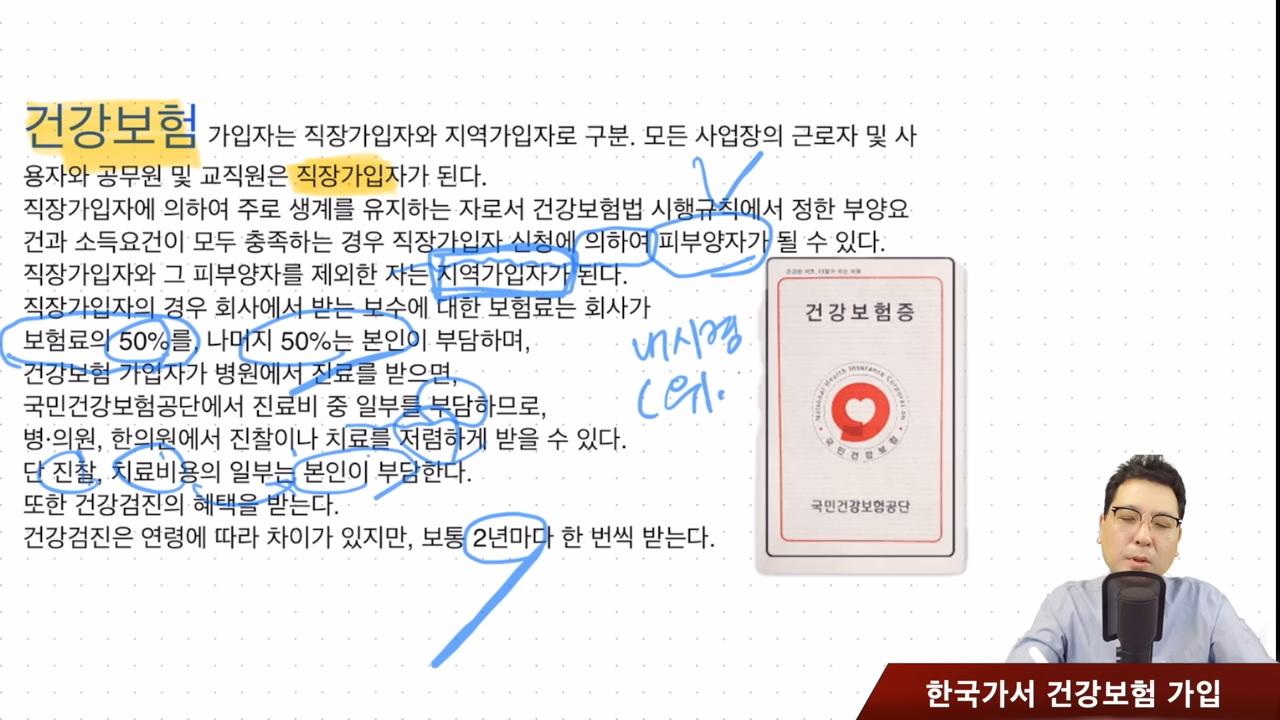 건강보험 가입자는 직장가입자와 지역가입자로 구분. 모든 사업장의 근로자 및 사
용자와 공무원 및 교직원은 직장가입자가 된다.
직장가입자에 의하여 주로 생계를 유지하는 자로서 건강보험법 시행규칙에서 정한 부양요
건과 소득요건이 모두 충족하는 경우 직장가입자 신청에 의하여 피부양자가 될 수 있다.
직장가입자와 그 피부양자를 제외한 자는 지역가입자가 된다.
직장가입자의 경우 회사에서 받는 보수에 대한 보험료는 회사가
보험료의 50%를, 나머지 50%는 본인이 부담하며,
건강보험 가입자가 병원에서 진료를 받으면,
국민건강보험공단에서 진료비 중 일부를 부담하므로,
병·의원, 한의원에서 진찰이나 치료를 저렴하게 받을 수 있다.
단 진찰, 치료비용의 일부는 본인이 부담한다.
또한 건강검진의 혜택을 받는다.
건강검진은 연령에 따라 차이가 있지만, 보통 2년마다 한 번씩 받는다.
내시경
(위.
건강보험증
National Health Insurance Corporation
국민건강보험
국민건강보험공단
한국가서 건강보험 가입